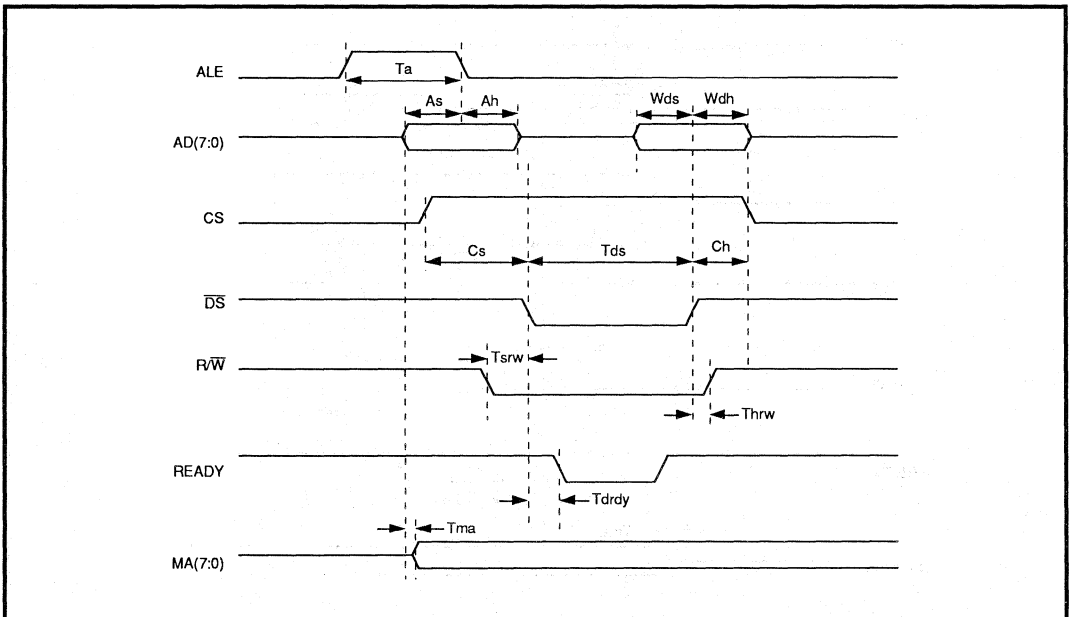 ALE
Ta
As Ah
Wds Wdh
AD(7:0)
CS
Cs Tds Ch
D̅S̅
Tsrw
R/W̅
Thrw
READY
Tdrdy
Tma
MA(7:0)